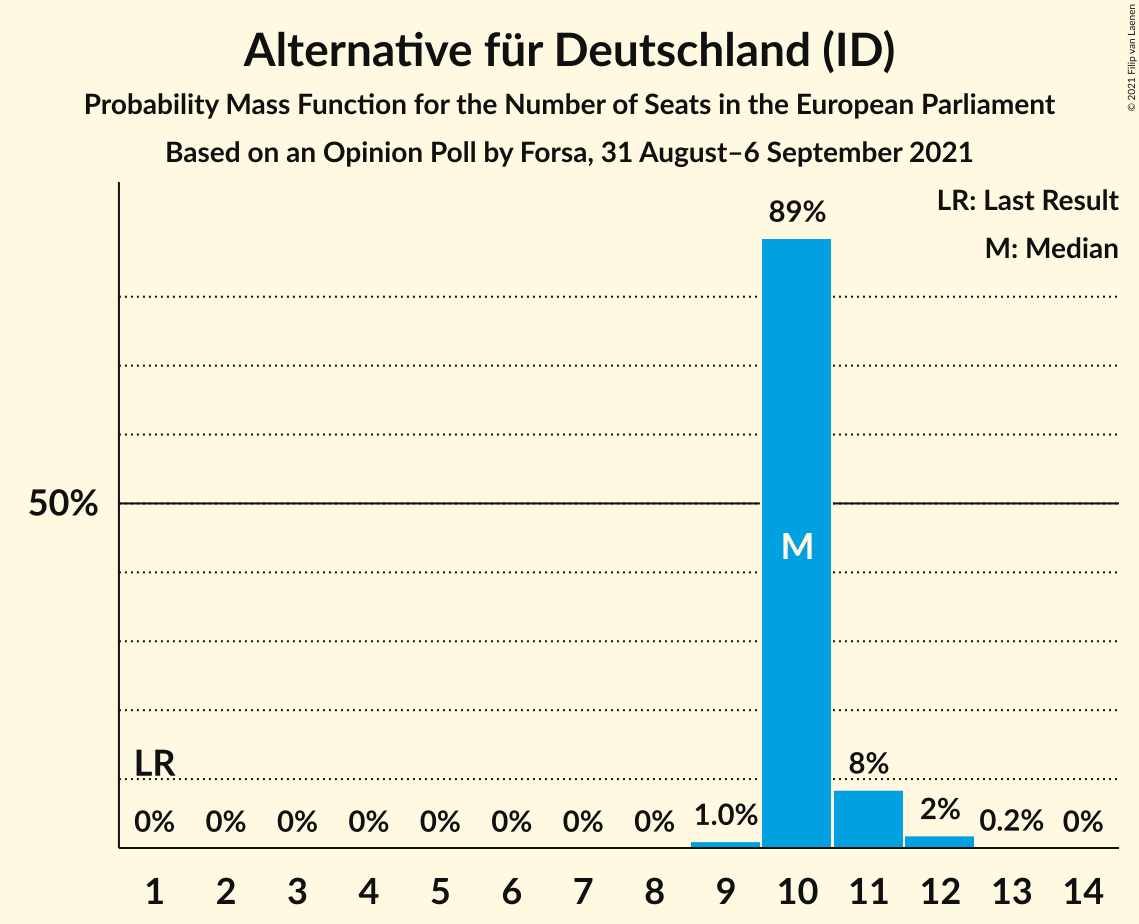 Alternative für Deutschland (ID)
Probability Mass Function for the Number of Seats in the European Parliament
Based on an Opinion Poll by Forsa, 31 August–6 September 2021
© 2021 Filip van Laenen
LR: Last Result
M: Median
89%
50%
M
LR
8%
0% 0% 0% 0% 0% 0% 0% 0% 1.0% 2% 0.2% 0%
1 2 3 4 5 6 7 8 9 10 11 12 13 14